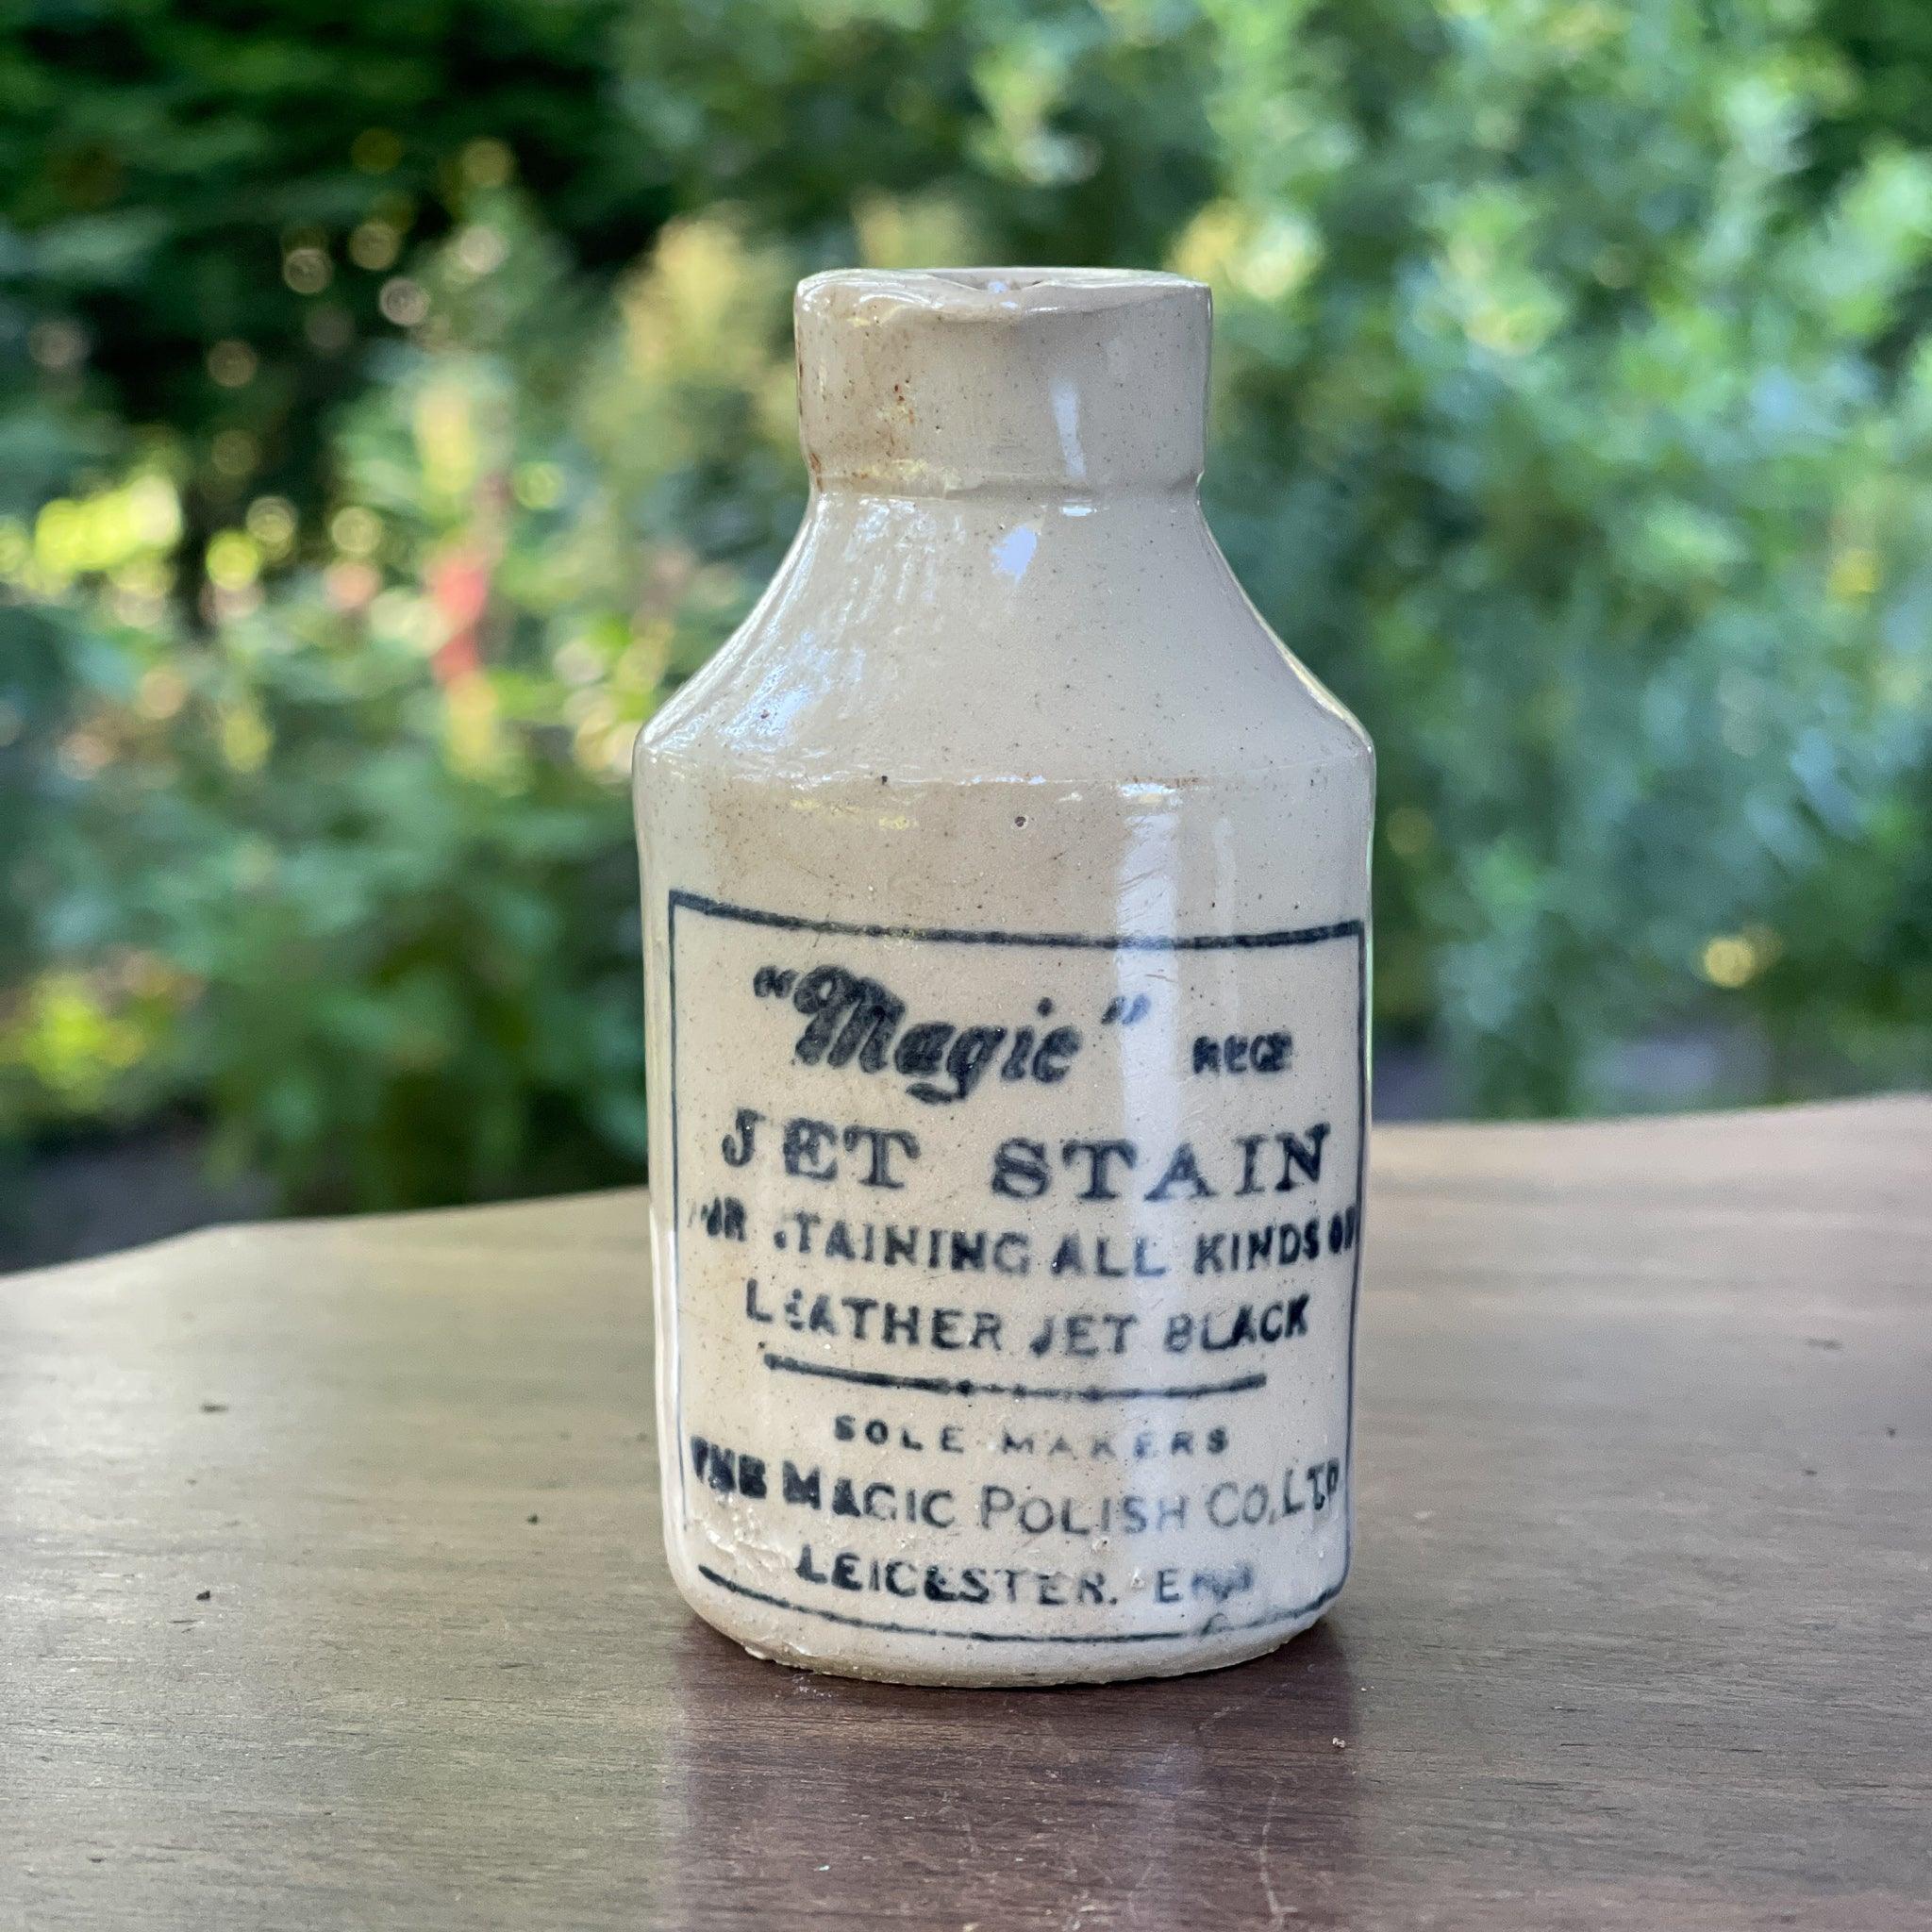 "Magic" REGD
JET STAIN
FOR STAINING ALL KINDS OF
LEATHER JET BLACK
SOLE MAKERS
THE MAGIC POLISH CO, LTD
LEICESTER. ENG